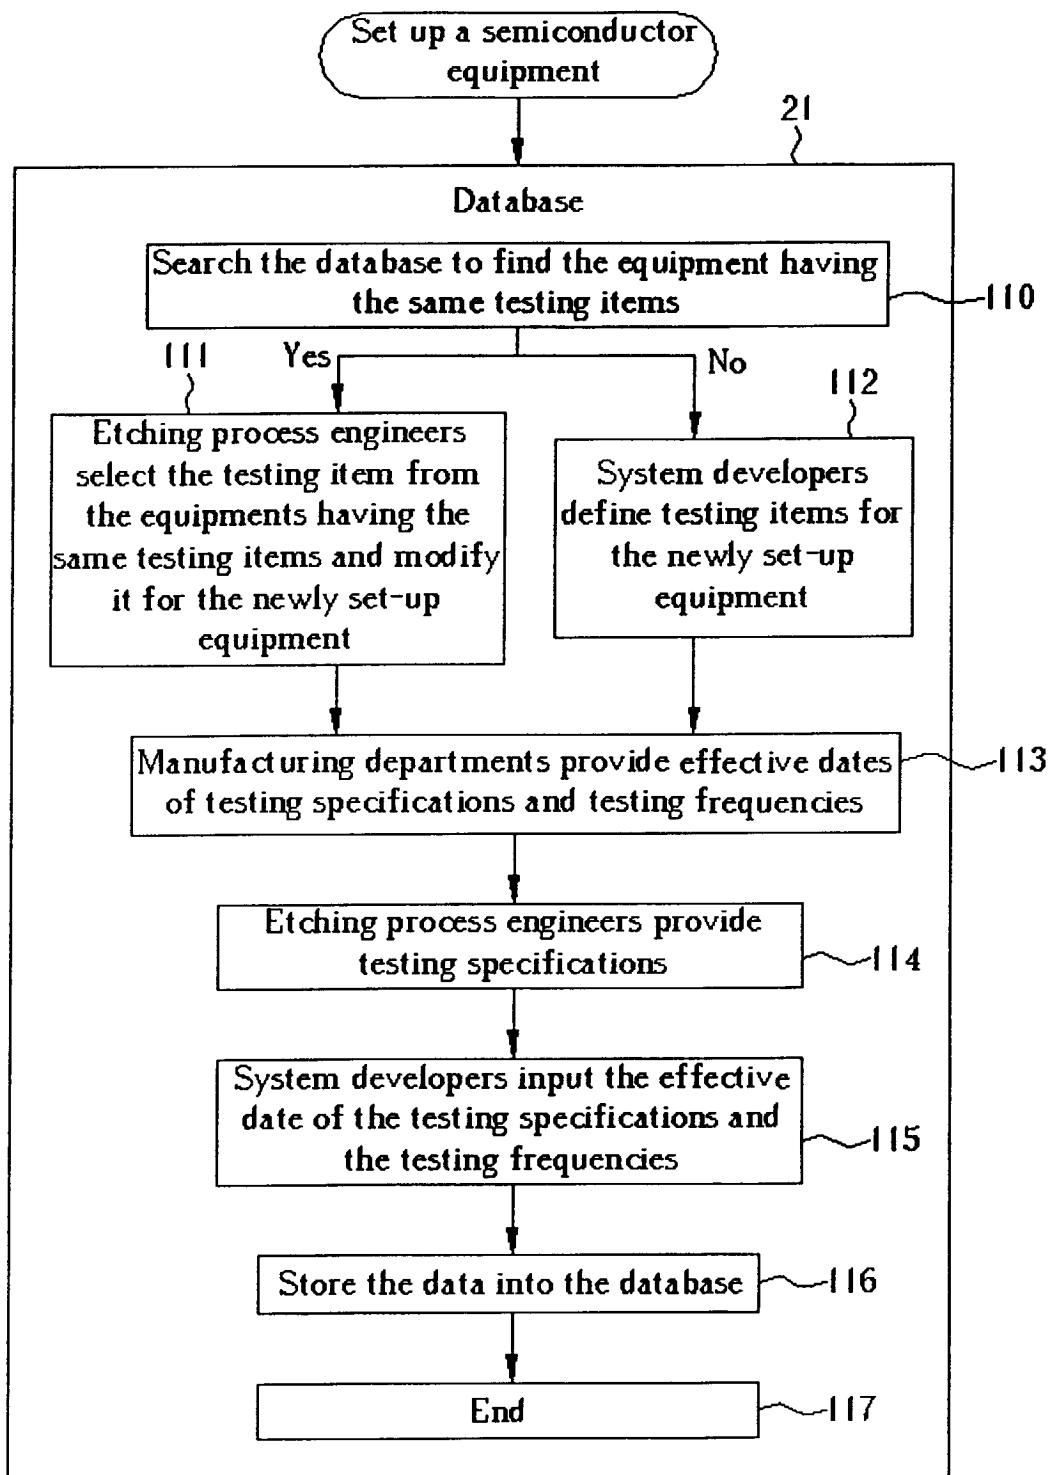 Set up a semiconductor
equipment
21
Database
Search the database to find the equipment having
the same testing items
110
111
Yes
No
112
Etching process engineers
select the testing item from
the equipments having the
same testing items and modify
it for the newly set-up
equipment
System developers
define testing items for
the newly set-up
equipment
Manufacturing departments provide effective dates
of testing specifications and testing frequencies
113
Etching process engineers provide
testing specifications
114
System developers input the effective
date of the testing specifications and
the testing frequencies
115
Store the data into the database
116
End
117